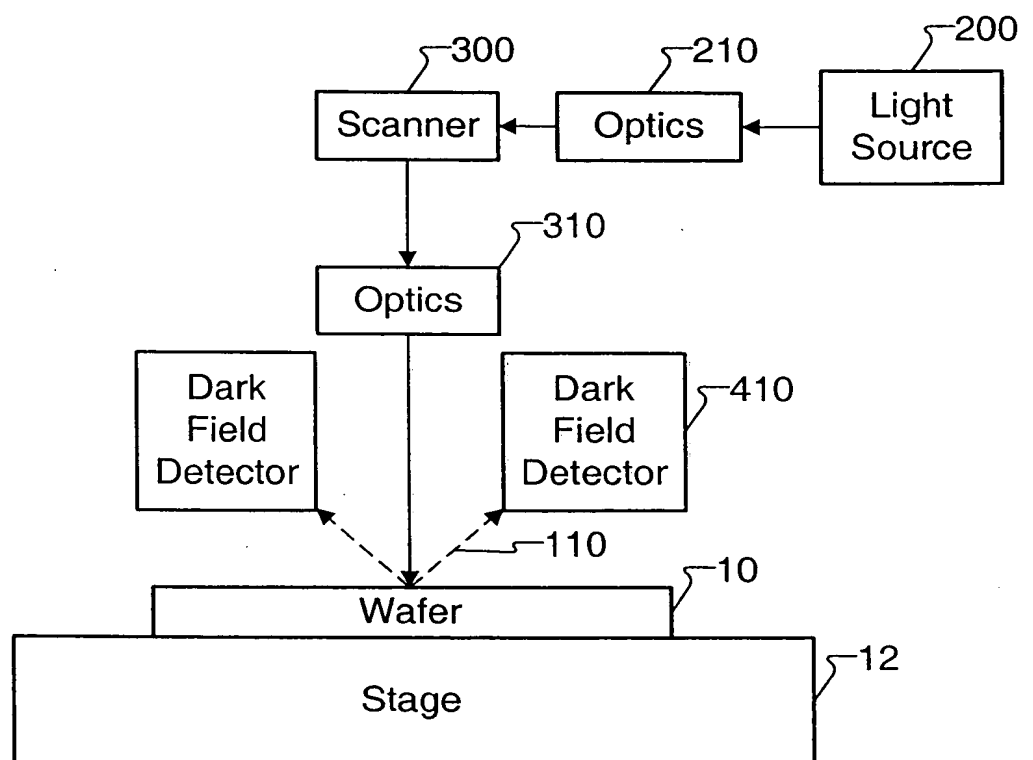 200
300
210
Light
Source
Scanner
Optics
310
Optics
Dark
Field
Detector
Dark
Field
Detector
410
110
10
Wafer
12
Stage